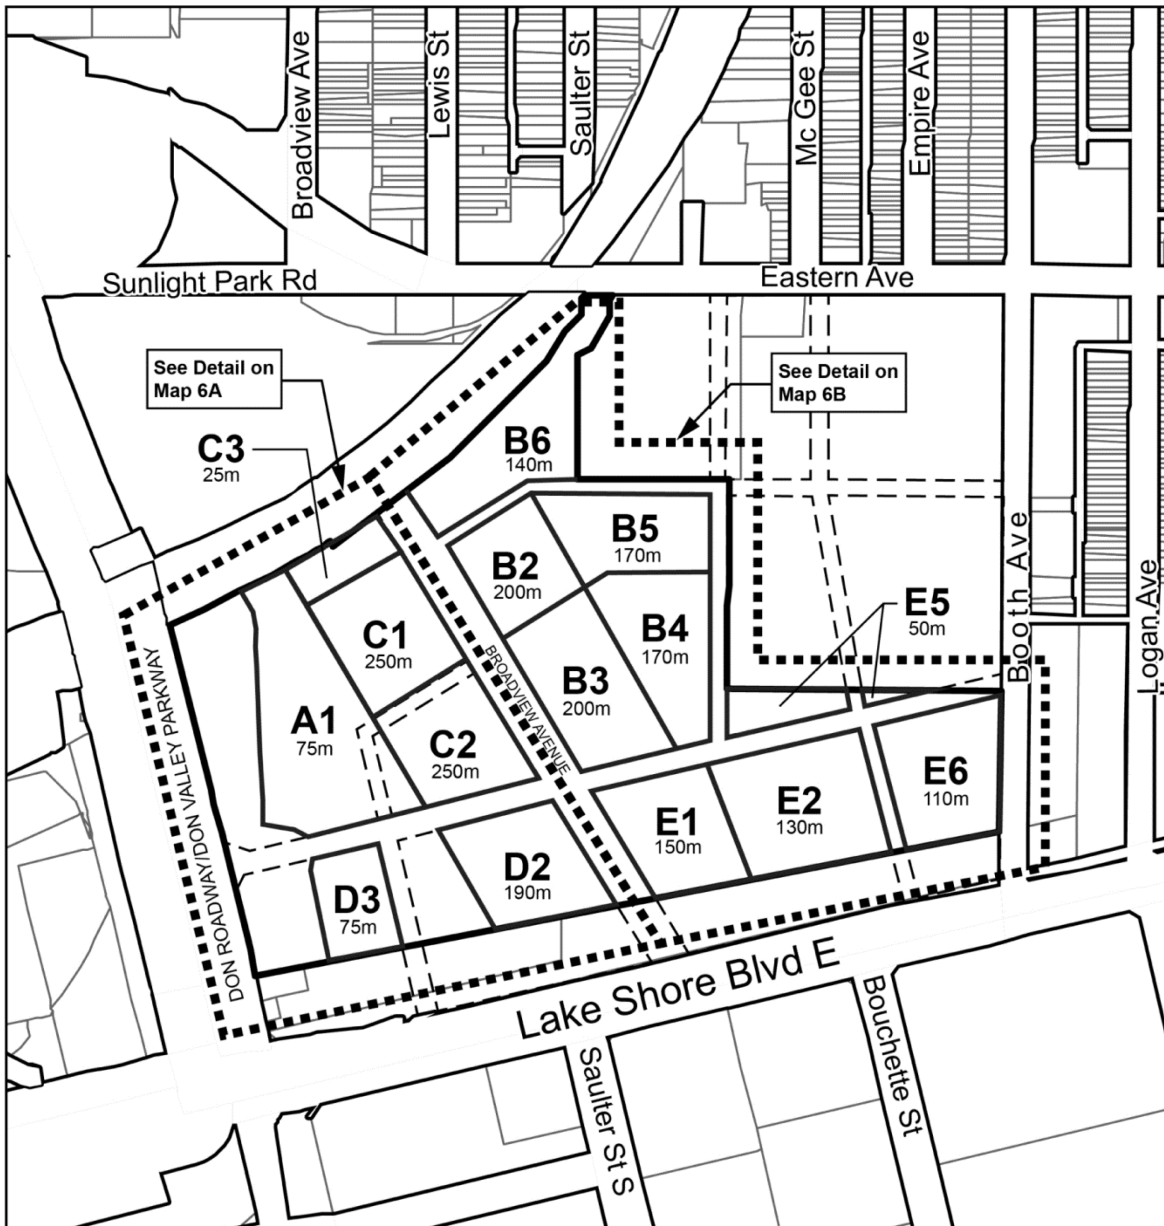 Broadview Ave
Lewis St
Saulter St
Mc Gee St
Empire Ave
Sunlight Park Rd
Eastern Ave
See Detail on
Map 6A
See Detail on
Map 6B
C3
25m
B6
140m
B5
170m
B2
200m
B4
170m
B3
200m
C1
250m
C2
250m
A1
75m
E5
50m
Booth Ave
Logan Ave
BROADVIEW AVENUE
DON ROADWAY/DON VALLEY PARKWAY
E6
110m
E2
130m
E1
150m
D2
190m
D3
75m
Lake Shore Blvd E
Saulter St S
Bouchette St